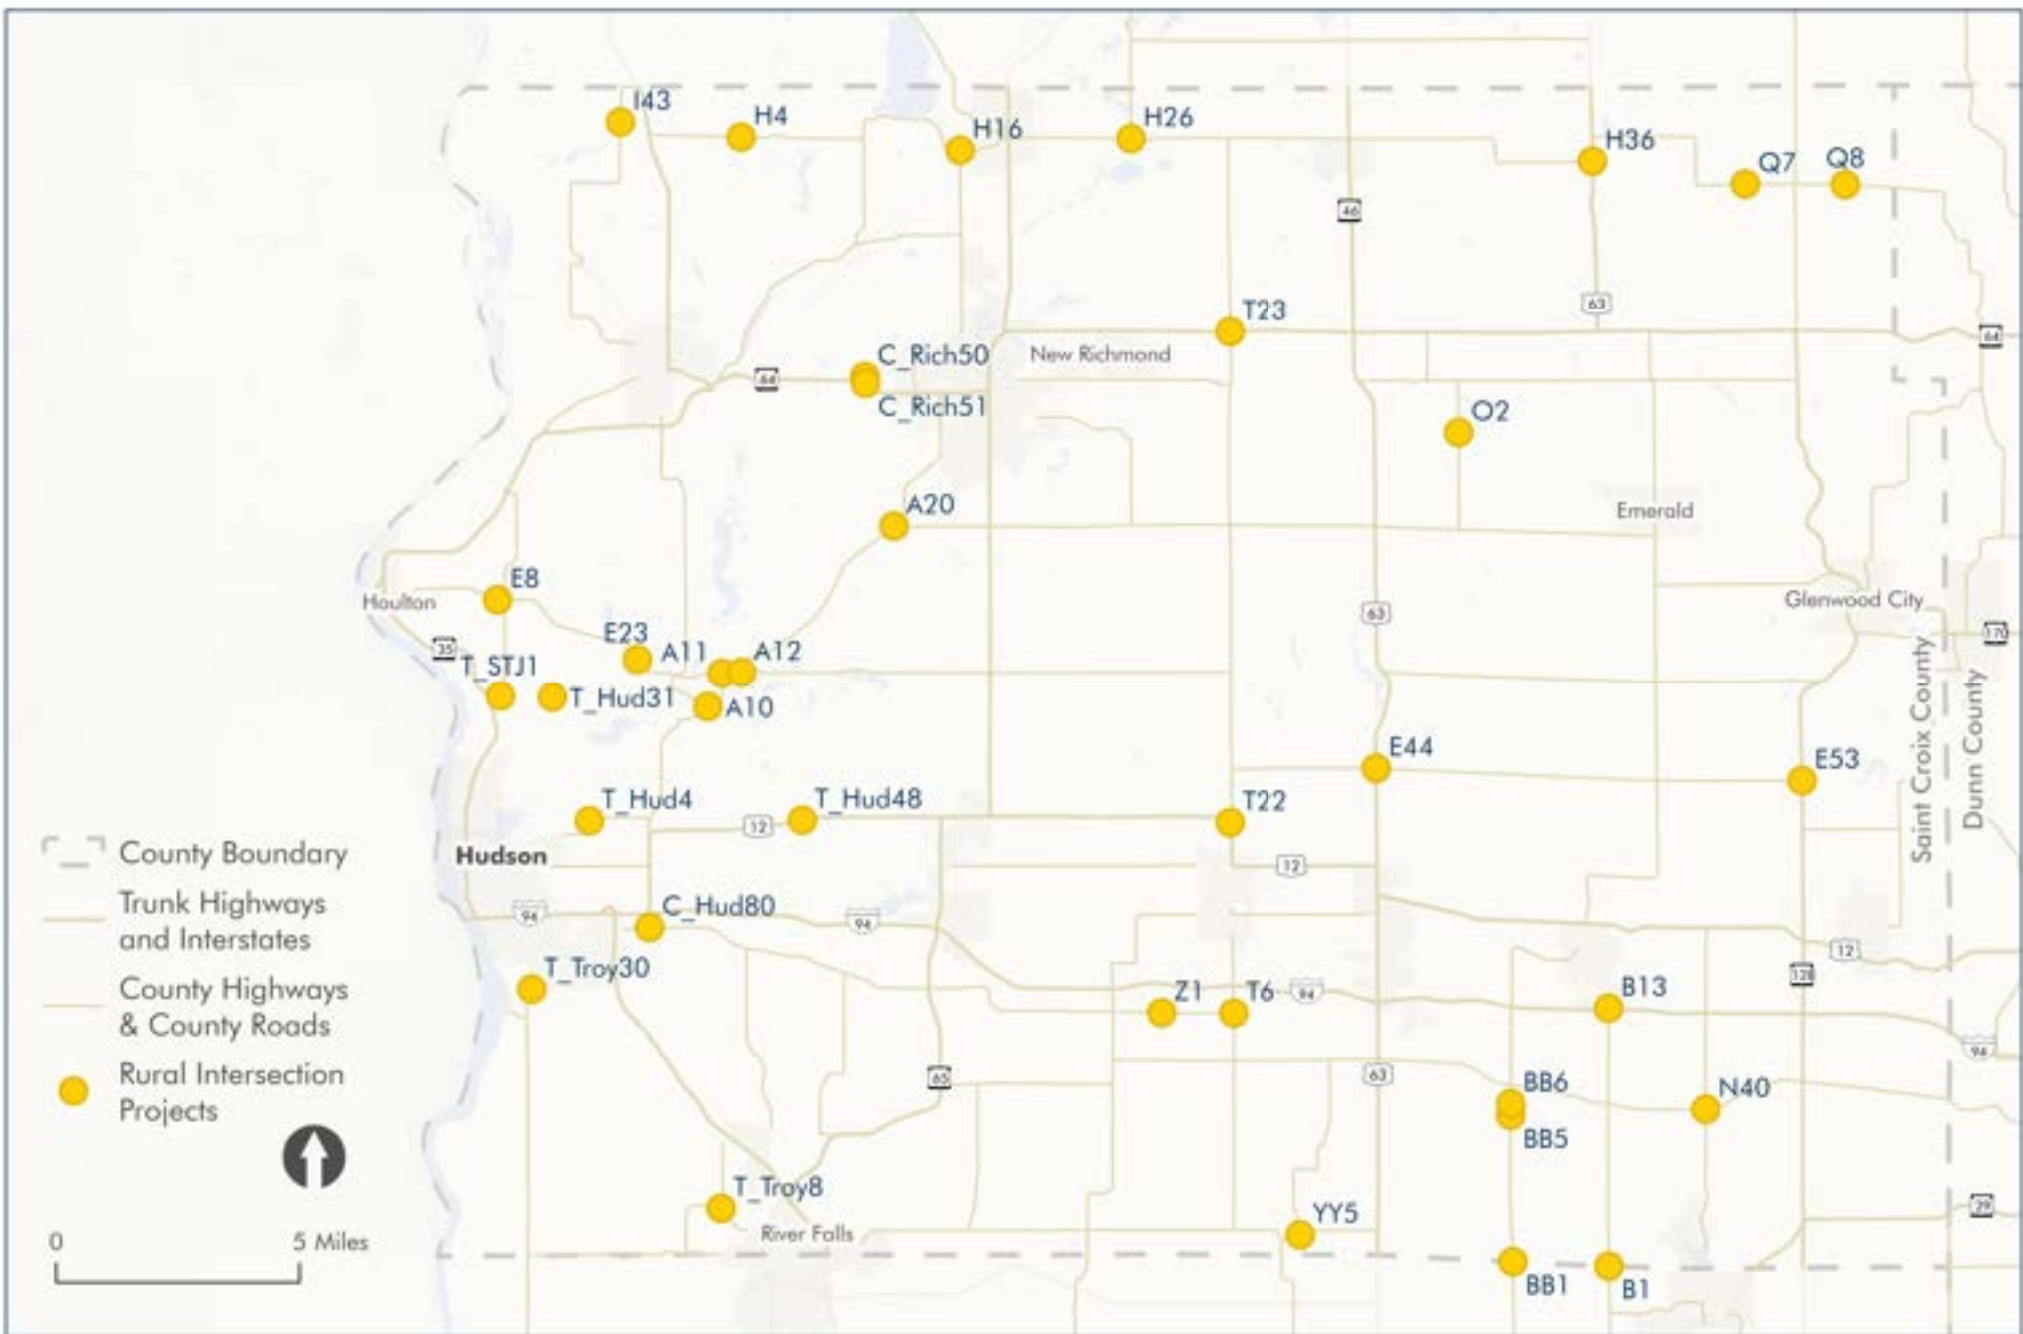 I43
H4
H16
H26
H36
Q7
Q8
46
63
T23
64
C_Rich50
New Richmond
64
C_Rich51
O2
A20
Emerald
E8
Houlton
63
Glenwood City
35
E23
A11
A12
170
T_STJ1
T_Hud31
A10
Saint Croix County
Dunn County
E44
E53
T_Hud4
T_Hud48
T22
12
12
Hudson
County Boundary
Trunk Highways
and Interstates
94
C_Hud80
94
12
128
T_Troy30
County Highways
& County Roads
Z1
T6
94
B13
94
65
63
Rural Intersection
Projects
BB6
N40
BB5
T_Troy8
River Falls
YY5
29
0
5 Miles
BB1
B1